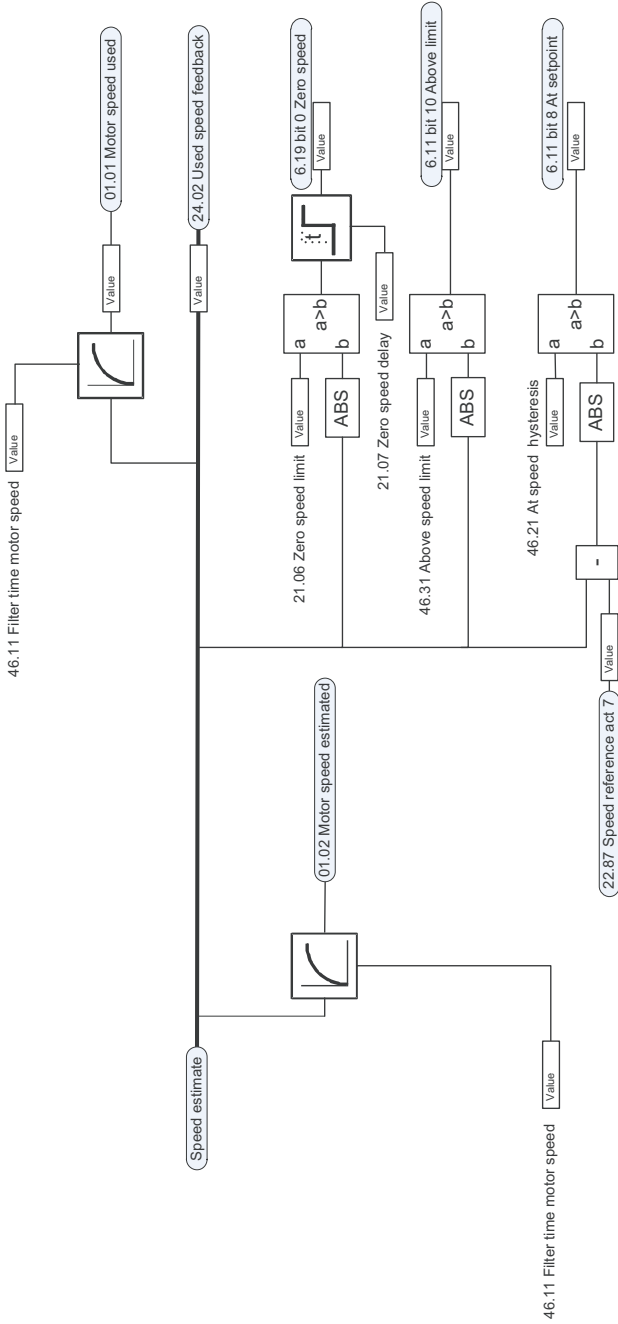 46.11 Filter time motor speed
Value
Value
01.01 Motor speed used
Speed estimate
Value
24.02 Used speed feedback
01.02 Motor speed estimated
46.11 Filter time motor speed
Value
21.06 Zero speed limit
Value
ABS
a
a>b
b
t
Value
6.19 bit 0 Zero speed
21.07 Zero speed delay
Value
46.31 Above speed limit
Value
ABS
a
a>b
b
Value
6.11 bit 10 Above limit
46.21 At speed hysteresis
Value
22.87 Speed reference act 7
Value
-
ABS
a
a>b
b
Value
6.11 bit 8 At setpoint